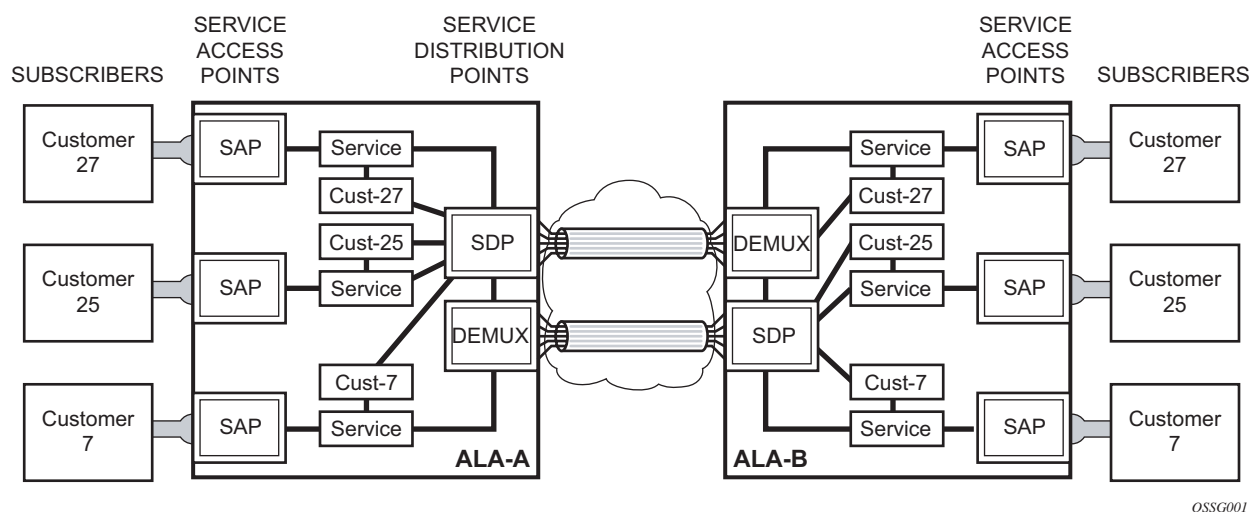 SERVICE
ACCESS
POINTS
SERVICE
DISTRIBUTION
POINTS
SERVICE
ACCESS
POINTS
SUBSCRIBERS
SUBSCRIBERS
Customer
27
SAP
Service
Cust-27
Cust-25
Service
Customer
25
SAP
Cust-7
Service
Customer
7
SAP
SDP
DEMUX
ALA-A
DEMUX
SDP
ALA-B
Service
Cust-27
Cust-25
Service
Cust-7
Service
SAP
Customer
27
SAP
Customer
25
SAP
Customer
7
OSSG001